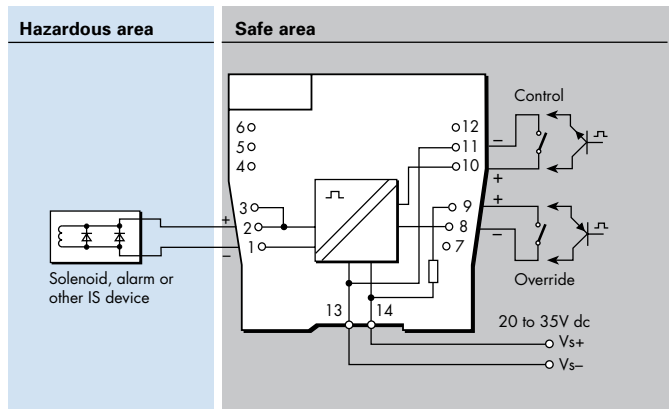 Hazardous area
Safe area
Control
6
5
4
3
2
1
12
11
10
9
8
7
–
+
+
–
+
–
Solenoid, alarm or
other IS device
Override
13
14
20 to 35V dc
Vs+
Vs–